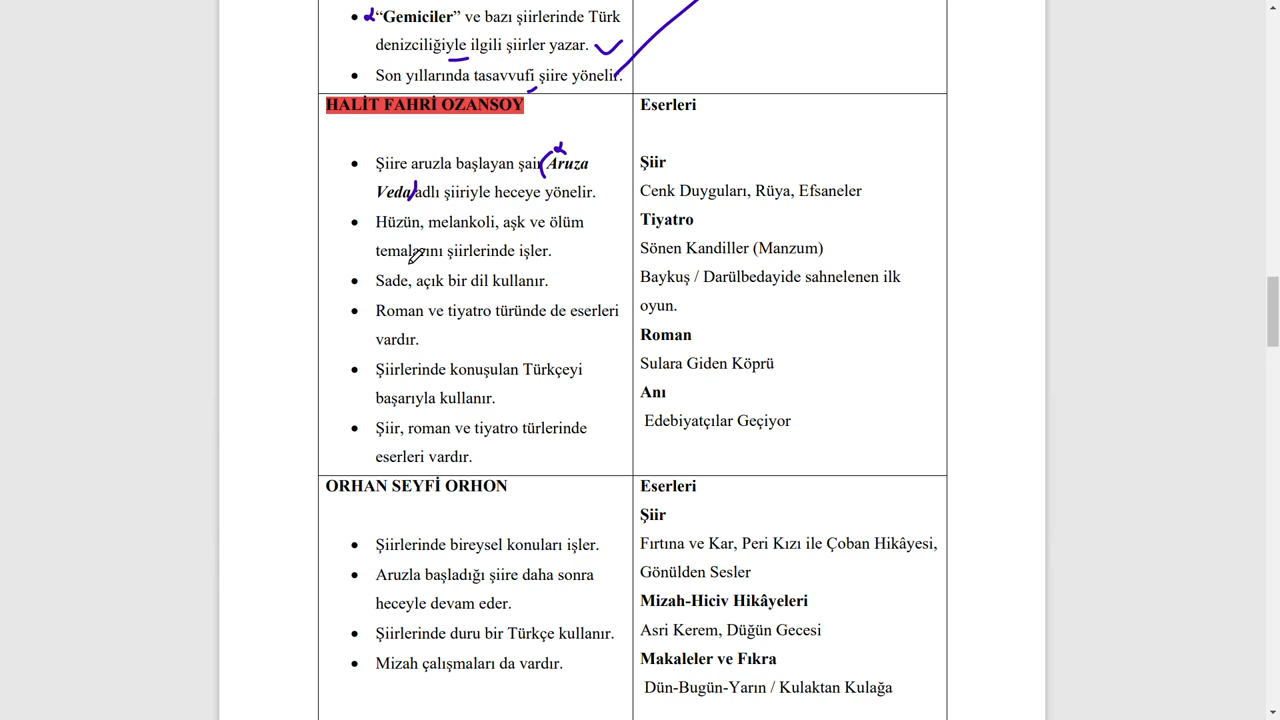 • “Gemiciler” ve bazı şiirlerinde Türk
denizciliğiyle ilgili şiirler yazar.
• Son yıllarında tasavvufi şiire yönelir.
HALİT FAHRİ OZANSOY
• Şiire aruzla başlayan şair Aruza
Veda adlı şiiriyle heceye yönelir.
• Hüzün, melankoli, aşk ve ölüm
temalarını şiirlerinde işler.
• Sade, açık bir dil kullanır.
• Roman ve tiyatro türünde de eserleri
vardır.
• Şiirlerinde konuşulan Türkçeyi
başarıyla kullanır.
• Şiir, roman ve tiyatro türlerinde
eserleri vardır.
Eserleri
Şiir
Cenk Duyguları, Rüya, Efsaneler
Tiyatro
Sönen Kandiller (Manzum)
Baykuş / Darülbedayide sahnelenen ilk
oyun.
Roman
Sulara Giden Köprü
Anı
Edebiyatçılar Geçiyor
ORHAN SEYFİ ORHON
• Şiirlerinde bireysel konuları işler.
• Aruzla başladığı şiire daha sonra
heceyle devam eder.
• Şiirlerinde duru bir Türkçe kullanır.
• Mizah çalışmaları da vardır.
Eserleri
Şiir
Fırtına ve Kar, Peri Kızı ile Çoban Hikâyesi,
Gönülden Sesler
Mizah-Hiciv Hikâyeleri
Asri Kerem, Düğün Gecesi
Makaleler ve Fıkra
Dün-Bugün-Yarın / Kulaktan Kulağa